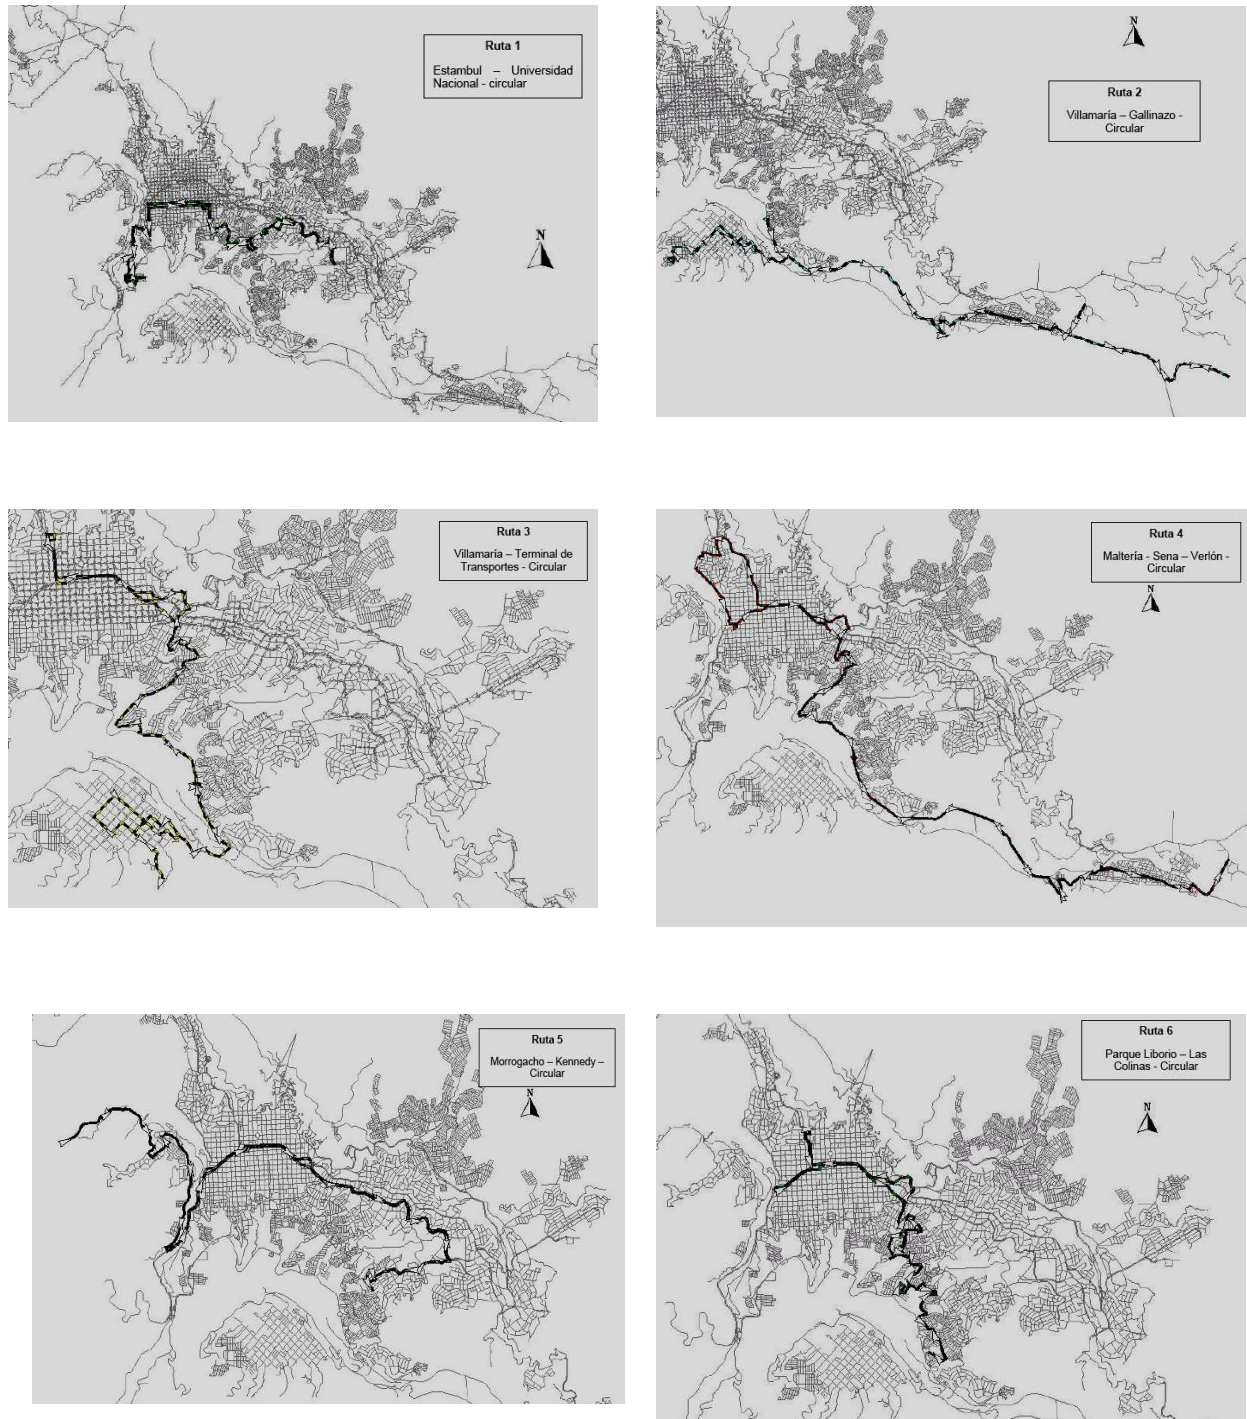 Ruta 1
Estambul – Universidad
Nacional - circular
N
N
Ruta 2
Villamaría – Gallinazo -
Circular
Ruta 3
Villamaría – Terminal de
Transportes - Circular
Ruta 4
Maltería - Sena – Verlón -
Circular
N
Ruta 5
Morrogacho – Kennedy –
Circular
N
Ruta 6
Parque Liborio – Las
Colinas - Circular
N